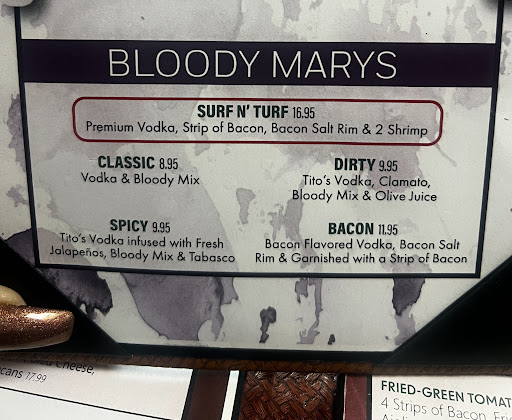 BLOODY MARYS
SURF N' TURF 16.95
Premium Vodka, Strip of Bacon, Bacon Salt Rim & 2 Shrimp
CLASSIC 8.95
Vodka & Bloody Mix
DIRTY 9.95
Tito's Vodka, Clamato,
Bloody Mix & Olive Juice
SPICY 9.95
Tito's Vodka infused with Fresh
Jalapeños, Bloody Mix & Tabasco
BACON 11.95
Bacon Flavored Vodka, Bacon Salt
Rim & Garnished with a Strip of Bacon
Cheese,
17.99
FRIED-GREEN TOMAT
4 Strips of Bacon,